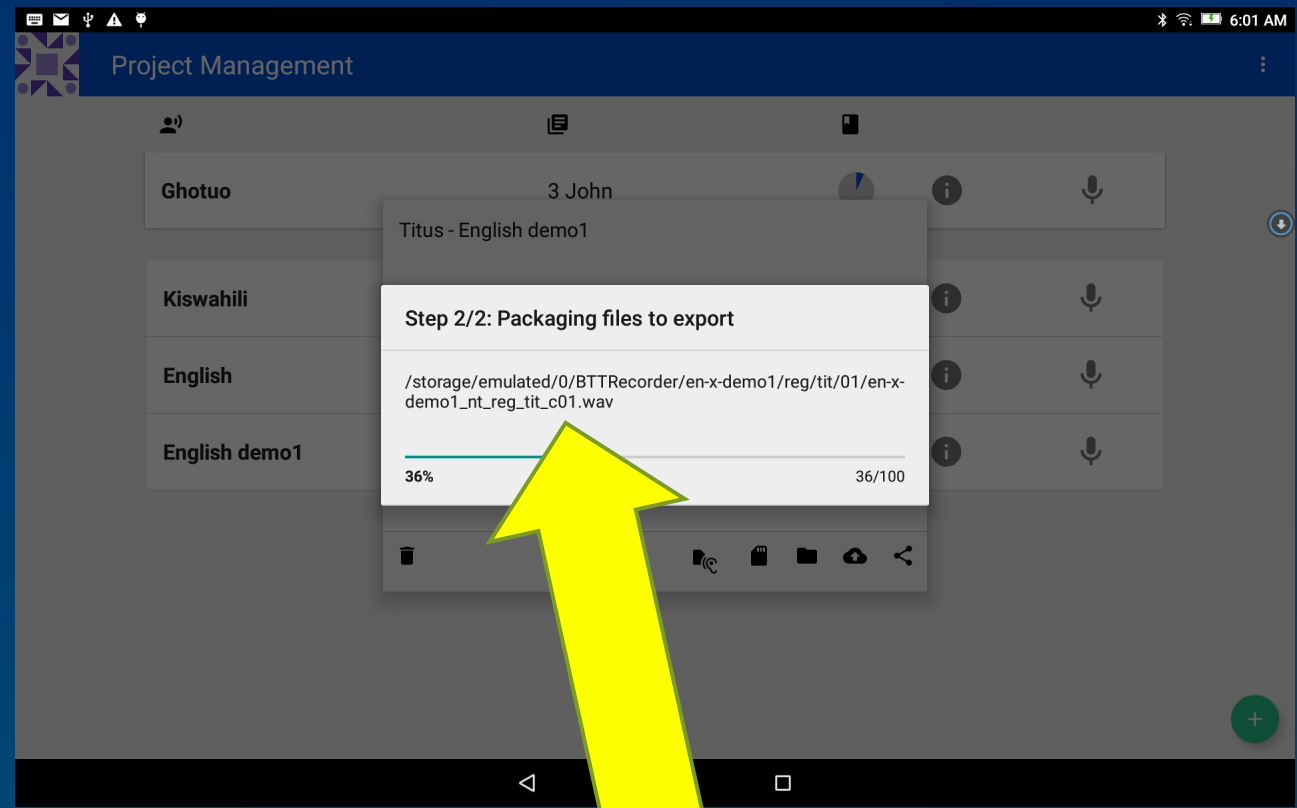 6:01 AM
Project Management
Ghotuo 3 John
Titus - English demo1
Kiswahili
Step 2/2: Packaging files to export
English
/storage/emulated/0/BTTRecorder/en-x-demo1/reg/tit/01/en-x-
demo1_nt_reg_tit_c01.wav
English demo1
36% 36/100